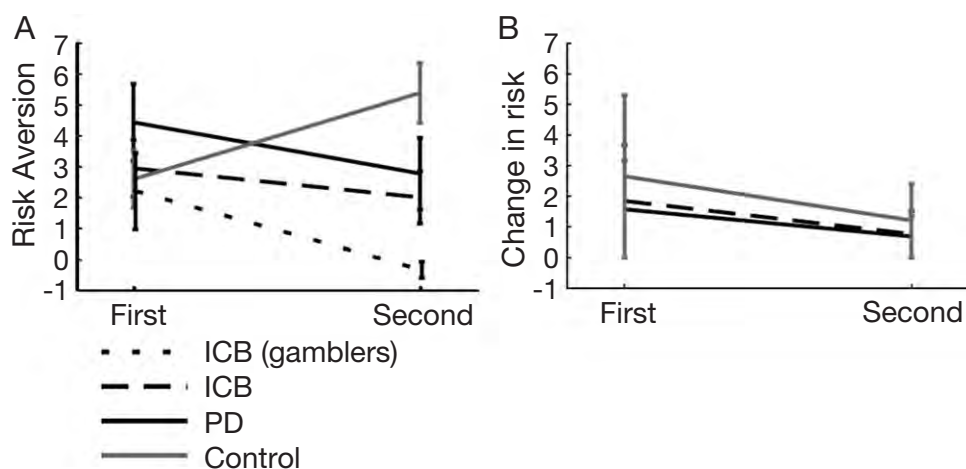 A
B
Risk Aversion
7
6
5
4
3
2
1
0
-1
First Second
Change in risk
7
6
5
4
3
2
1
0
-1
First Second
ICB (gamblers)
ICB
PD
Control